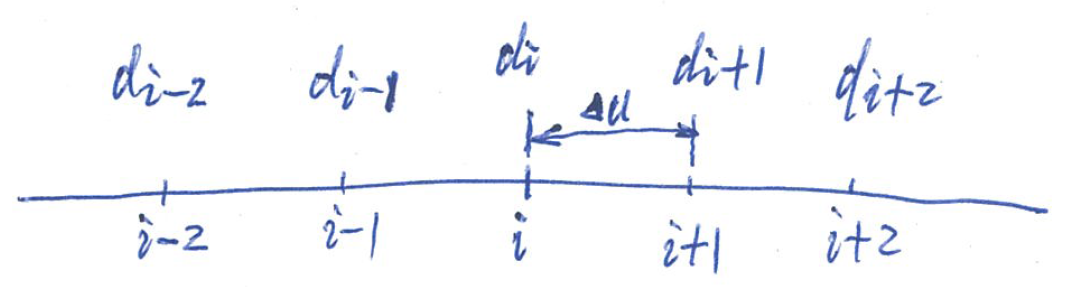 di-2 di-1 di di+1 di+2
Δu
i-2 i-1 i i+1 i+2